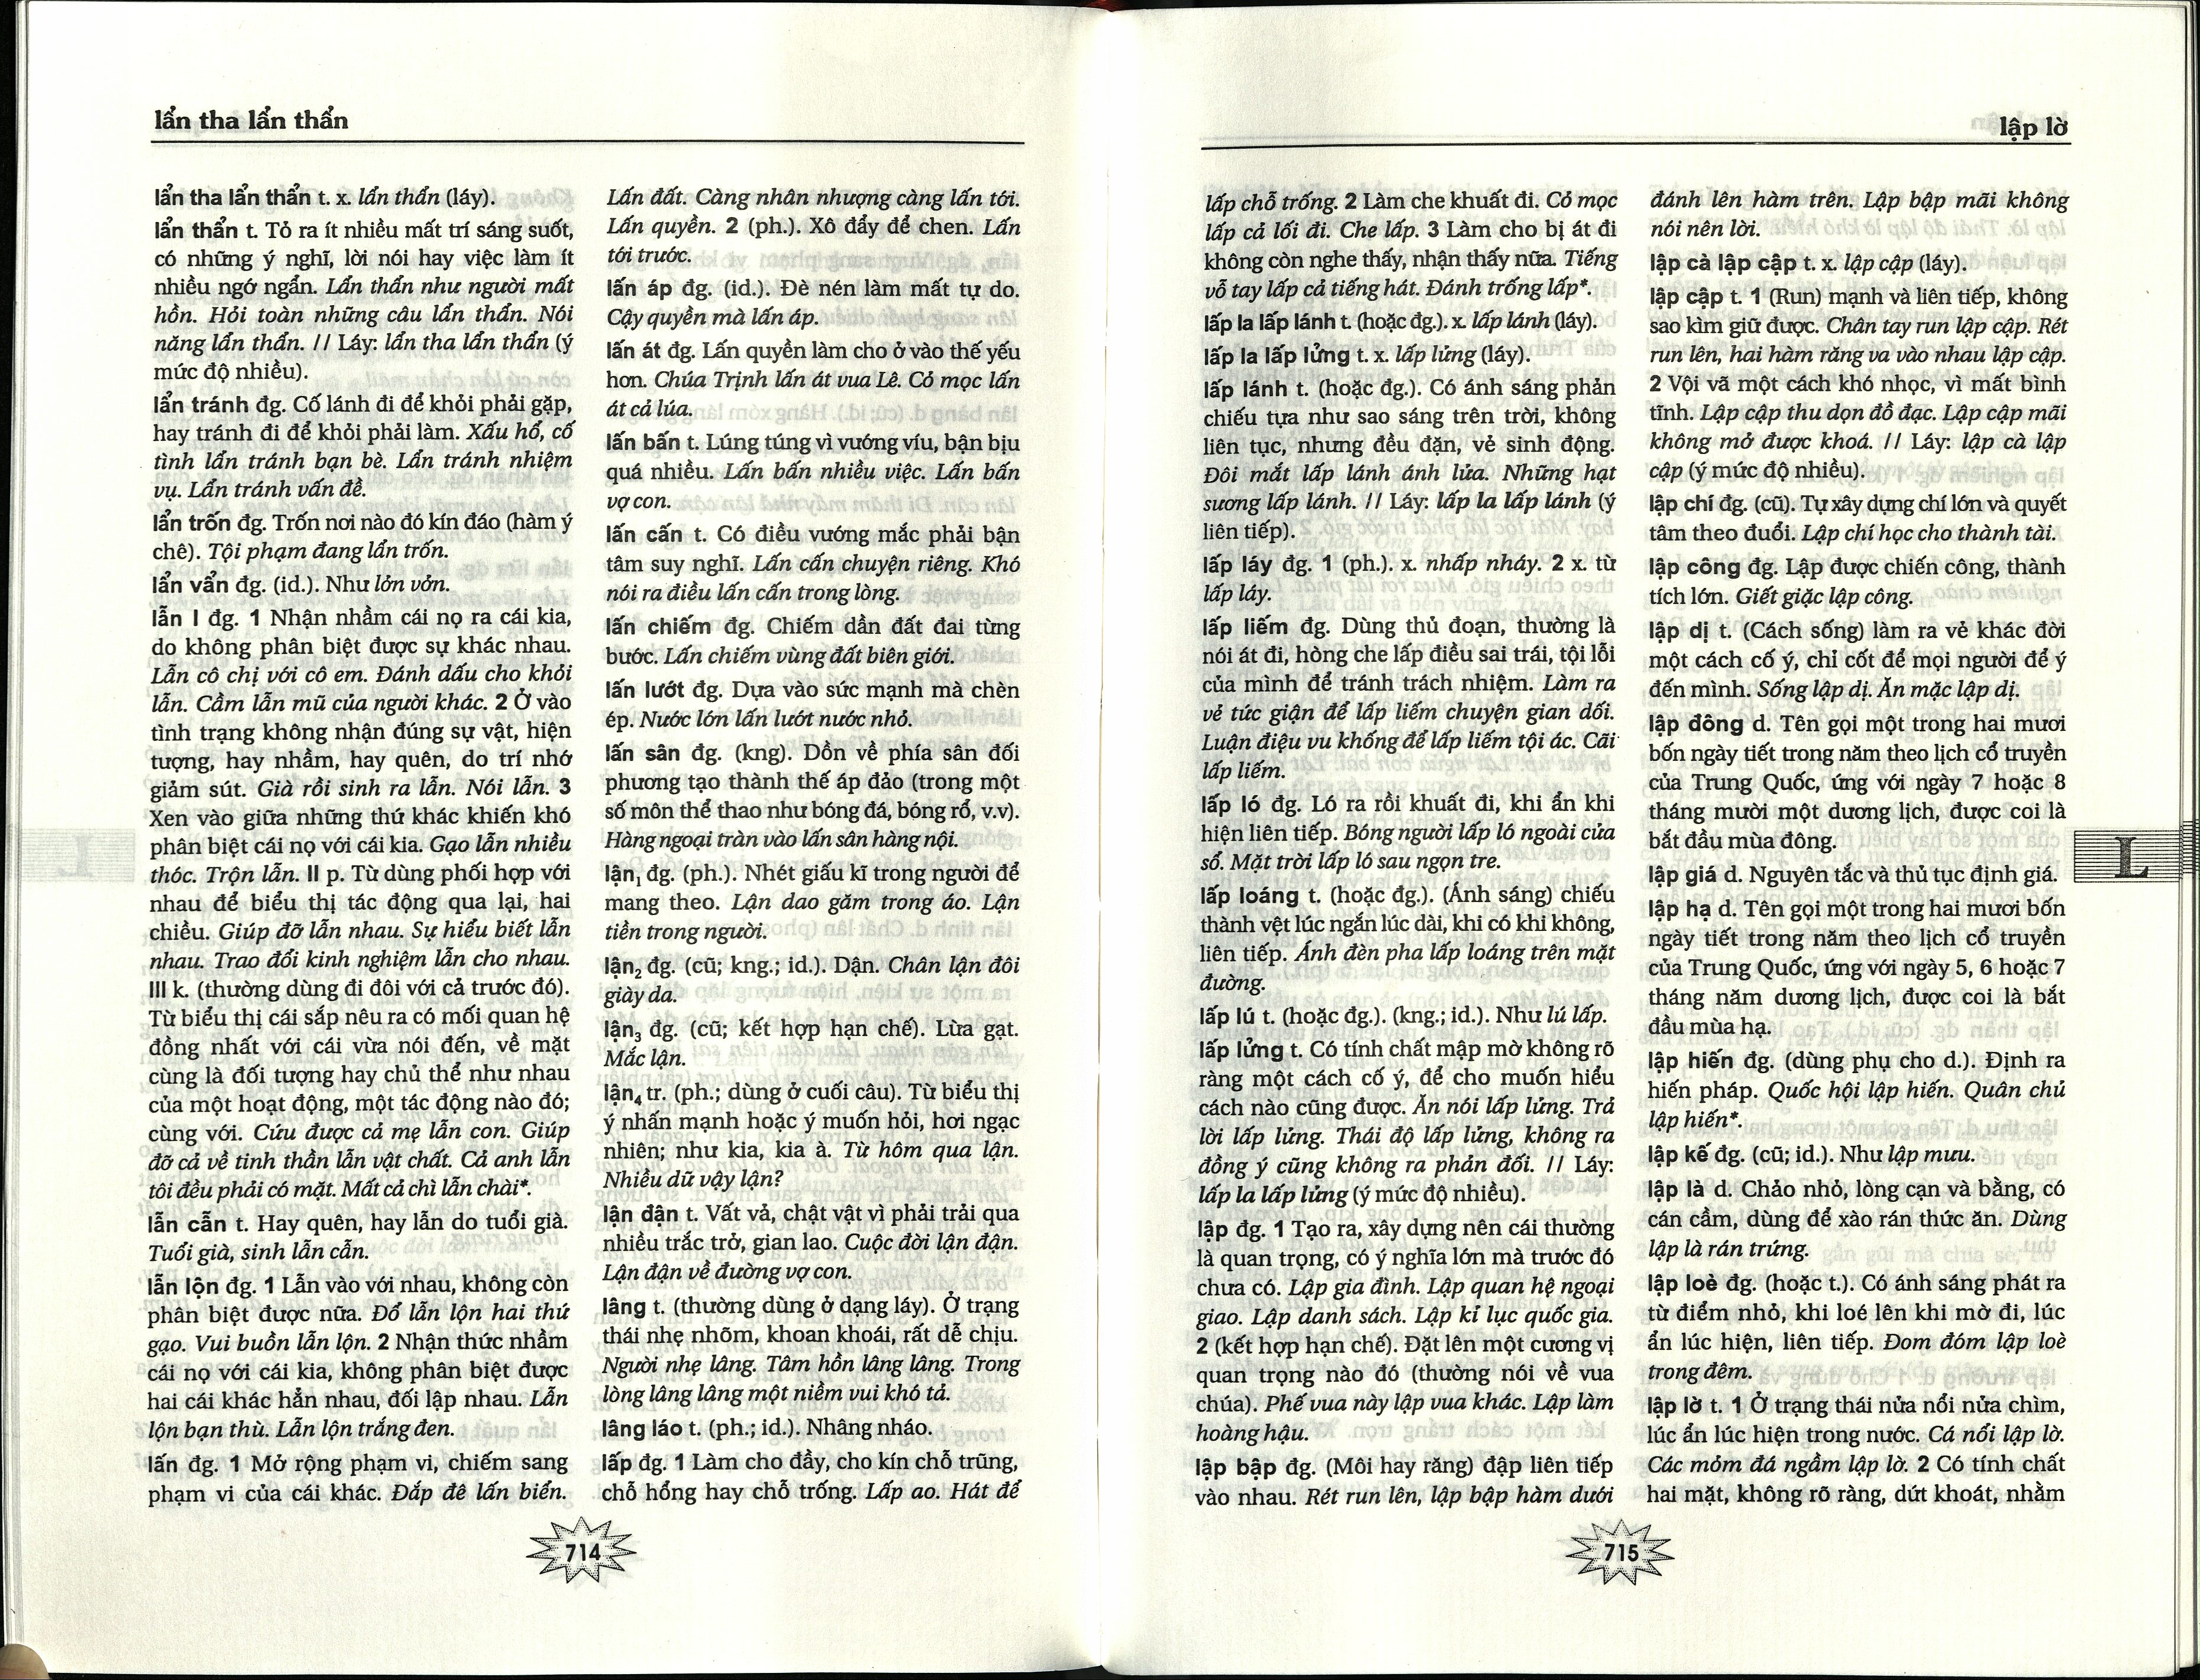 lẩn tha lẩn thẩn
lẩn tha lẩn thẩn t. x. lẩn thẩn (láy).
lẩn thẩn t. Tỏ ra ít nhiều mất trí sáng suốt,
có những ý nghĩ, lời nói hay việc làm ít
nhiều ngớ ngẩn. Lẩn thẩn như người mất
hồn. Hỏi toàn những câu lẩn thẩn. Nói
năng lẩn thẩn. // Láy: lẩn tha lẩn thẩn (ý
mức độ nhiều).
lẩn tránh đg. Cố lánh đi để khỏi phải gặp,
hay tránh đi để khỏi phải làm. Xấu hổ, cố
tình lẩn tránh bạn bè. Lẩn tránh nhiệm
vụ. Lẩn tránh vấn đề.
lẩn trốn đg. Trốn nơi nào đó kín đáo (hàm ý
chê). Tội phạm đang lẩn trốn.
lẩn vẩn đg. (id.). Như lởn vởn.
lẫn I đg. 1 Nhận nhầm cái nọ ra cái kia,
do không phân biệt được sự khác nhau.
Lẫn cô chị với cô em. Đánh dấu cho khỏi
lẫn. Cầm lẫn mũ của người khác. 2 Ở vào
tình trạng không nhận đúng sự vật, hiện
tượng, hay nhầm, hay quên, do trí nhớ
giảm sút. Già rồi sinh ra lẫn. Nói lẫn. 3
Xen vào giữa những thứ khác khiến khó
phân biệt cái nọ với cái kia. Gạo lẫn nhiều
thóc. Trộn lẫn. II p. Từ dùng phối hợp với
nhau để biểu thị tác động qua lại, hai
chiều. Giúp đỡ lẫn nhau. Sự hiểu biết lẫn
nhau. Trao đổi kinh nghiệm lẫn cho nhau.
III k. (thường dùng đi đôi với cả trước đó).
Từ biểu thị cái sắp nêu ra có mối quan hệ
đồng nhất với cái vừa nói đến, về mặt
cùng là đối tượng hay chủ thể như nhau
của một hoạt động, một tác động nào đó;
cùng với. Cứu được cả mẹ lẫn con. Giúp
đỡ cả về tinh thần lẫn vật chất. Cả anh lẫn
tôi đều phải có mặt. Mất cả chì lẫn chài*.
lẫn cẫn t. Hay quên, hay lẫn do tuổi già.
Tuổi già, sinh lẫn cẫn.
lẫn lộn đg. 1 Lẫn vào với nhau, không còn
phân biệt được nữa. Đổ lẫn lộn hai thứ
gạo. Vui buồn lẫn lộn. 2 Nhận thức nhầm
cái nọ với cái kia, không phân biệt được
hai cái khác hẳn nhau, đối lập nhau. Lẫn
lộn bạn thù. Lẫn lộn trắng đen.
lấn đg. 1 Mở rộng phạm vi, chiếm sang
phạm vi của cái khác. Đắp đê lấn biển.
Lấn đất. Càng nhân nhượng càng lấn tới.
Lấn quyền. 2 (ph.). Xô đẩy để chen. Lấn
tới trước.
lấn áp đg. (id.). Đè nén làm mất tự do.
Cậy quyền mà lấn áp.
lấn át đg. Lấn quyền làm cho ở vào thế yếu
hơn. Chúa Trịnh lấn át vua Lê. Cỏ mọc lấn
át cả lúa.
lấn bấn t. Lúng túng vì vướng víu, bận bịu
quá nhiều. Lấn bấn nhiều việc. Lấn bấn
vợ con.
lấn cấn t. Có điều vướng mắc phải bận
tâm suy nghĩ. Lấn cấn chuyện riêng. Khó
nói ra điều lấn cấn trong lòng.
lấn chiếm đg. Chiếm dần đất đai từng
bước. Lấn chiếm vùng đất biên giới.
lấn lướt đg. Dựa vào sức mạnh mà chèn
ép. Nước lớn lấn lướt nước nhỏ.
lấn sân đg. (kng). Dồn về phía sân đối
phương tạo thành thế áp đảo (trong một
số môn thể thao như bóng đá, bóng rổ, v.v).
Hàng ngoại tràn vào lấn sân hàng nội.
lận₁ đg. (ph.). Nhét giấu kĩ trong người để
mang theo. Lận dao găm trong áo. Lận
tiền trong người.
lận₂ đg. (cũ; kng.; id.). Dận. Chân lận đôi
giày da.
lận₃ đg. (cũ; kết hợp hạn chế). Lừa gạt.
Mắc lận.
lận₄ tr. (ph.; dùng ở cuối câu). Từ biểu thị
ý nhấn mạnh hoặc ý muốn hỏi, hơi ngạc
nhiên; như kia, kia à. Từ hôm qua lận.
Nhiều dữ vậy lận?
lận đận t. Vất vả, chật vật vì phải trải qua
nhiều trắc trở, gian lao. Cuộc đời lận đận.
Lận đận về đường vợ con.
lâng t. (thường dùng ở dạng láy). Ở trạng
thái nhẹ nhõm, khoan khoái, rất dễ chịu.
Người nhẹ lâng. Tâm hồn lâng lâng. Trong
lòng lâng lâng một niềm vui khó tả.
lâng láo t. (ph.; id.). Nhâng nháo.
lấp đg. 1 Làm cho đầy, cho kín chỗ trũng,
chỗ hổng hay chỗ trống. Lấp ao. Hát để
714
lập lờ
lấp chỗ trống. 2 Làm che khuất đi. Cỏ mọc
lấp cả lối đi. Che lấp. 3 Làm cho bị át đi
không còn nghe thấy, nhận thấy nữa. Tiếng
vỗ tay lấp cả tiếng hát. Đánh trống lấp*.
lấp la lấp lánh t. (hoặc đg.). x. lấp lánh (láy).
lấp la lấp lửng t. x. lấp lửng (láy).
lấp lánh t. (hoặc đg.). Có ánh sáng phản
chiếu tựa như sao sáng trên trời, không
liên tục, nhưng đều đặn, vẻ sinh động.
Đôi mắt lấp lánh ánh lửa. Những hạt
sương lấp lánh. // Láy: lấp la lấp lánh (ý
liên tiếp).
lấp láy đg. 1 (ph.). x. nhấp nháy. 2 x. từ
lấp láy.
lấp liếm đg. Dùng thủ đoạn, thường là
nói át đi, hòng che lấp điều sai trái, tội lỗi
của mình để tránh trách nhiệm. Làm ra
vẻ tức giận để lấp liếm chuyện gian dối.
Luận điệu vu khống để lấp liếm tội ác. Cãi
lấp liếm.
lấp ló đg. Ló ra rồi khuất đi, khi ẩn khi
hiện liên tiếp. Bóng người lấp ló ngoài cửa
sổ. Mặt trời lấp ló sau ngọn tre.
lấp loáng t. (hoặc đg.). (Ánh sáng) chiếu
thành vệt lúc ngắn lúc dài, khi có khi không,
liên tiếp. Ánh đèn pha lấp loáng trên mặt
đường.
lấp lú t. (hoặc đg.). (kng.; id.). Như lú lấp.
lấp lửng t. Có tính chất mập mờ không rõ
ràng một cách cố ý, để cho muốn hiểu
cách nào cũng được. Ăn nói lấp lửng. Trả
lời lấp lửng. Thái độ lấp lửng, không ra
đồng ý cũng không ra phản đối. // Láy:
lấp la lấp lửng (ý mức độ nhiều).
lập đg. 1 Tạo ra, xây dựng nên cái thường
là quan trọng, có ý nghĩa lớn mà trước đó
chưa có. Lập gia đình. Lập quan hệ ngoại
giao. Lập danh sách. Lập kỉ lục quốc gia.
2 (kết hợp hạn chế). Đặt lên một cương vị
quan trọng nào đó (thường nói về vua
chúa). Phế vua này lập vua khác. Lập làm
hoàng hậu.
lập bập đg. (Môi hay răng) đập liên tiếp
vào nhau. Rét run lên, lập bập hàm dưới
đánh lên hàm trên. Lập bập mãi không
nói nên lời.
lập cà lập cập t. x. lập cập (láy).
lập cập t. 1 (Run) mạnh và liên tiếp, không
sao kìm giữ được. Chân tay run lập cập. Rét
run lên, hai hàm răng va vào nhau lập cập.
2 Vội vã một cách khó nhọc, vì mất bình
tĩnh. Lập cập thu dọn đồ đạc. Lập cập mãi
không mở được khoá. // Láy: lập cà lập
cập (ý mức độ nhiều).
lập chí đg. (cũ). Tự xây dựng chí lớn và quyết
tâm theo đuổi. Lập chí học cho thành tài.
lập công đg. Lập được chiến công, thành
tích lớn. Giết giặc lập công.
lập dị t. (Cách sống) làm ra vẻ khác đời
một cách cố ý, chỉ cốt để mọi người để ý
đến mình. Sống lập dị. Ăn mặc lập dị.
lập đông d. Tên gọi một trong hai mươi
bốn ngày tiết trong năm theo lịch cổ truyền
của Trung Quốc, ứng với ngày 7 hoặc 8
tháng mười một dương lịch, được coi là
bắt đầu mùa đông.
lập giá d. Nguyên tắc và thủ tục định giá.
lập hạ d. Tên gọi một trong hai mươi bốn
ngày tiết trong năm theo lịch cổ truyền
của Trung Quốc, ứng với ngày 5, 6 hoặc 7
tháng năm dương lịch, được coi là bắt
đầu mùa hạ.
lập hiến đg. (dùng phụ cho d.). Định ra
hiến pháp. Quốc hội lập hiến. Quân chủ
lập hiến*.
lập kế đg. (cũ; id.). Như lập mưu.
lập là d. Chảo nhỏ, lòng cạn và bằng, có
cán cầm, dùng để xào rán thức ăn. Dùng
lập là rán trứng.
lập loè đg. (hoặc t.). Có ánh sáng phát ra
từ điểm nhỏ, khi loé lên khi mờ đi, lúc
ẩn lúc hiện, liên tiếp. Đom đóm lập loè
trong đêm.
lập lờ t. 1 Ở trạng thái nửa nổi nửa chìm,
lúc ẩn lúc hiện trong nước. Cá nổi lập lờ.
Các mỏm đá ngầm lập lờ. 2 Có tính chất
hai mặt, không rõ ràng, dứt khoát, nhằm
L
715